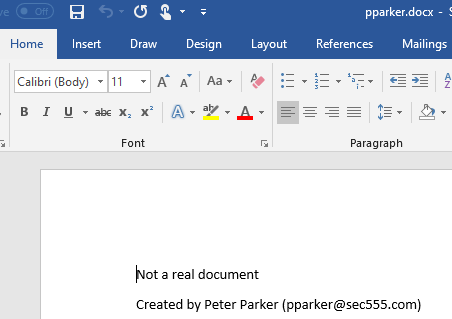 Off
pparker.docx - S
Home Insert Draw Design Layout References Mailings
Calibri (Body) 11 A A Aa A
B I U abc x₂ x² A ab A
Font Paragraph
Not a real document
Created by Peter Parker (pparker@sec555.com)